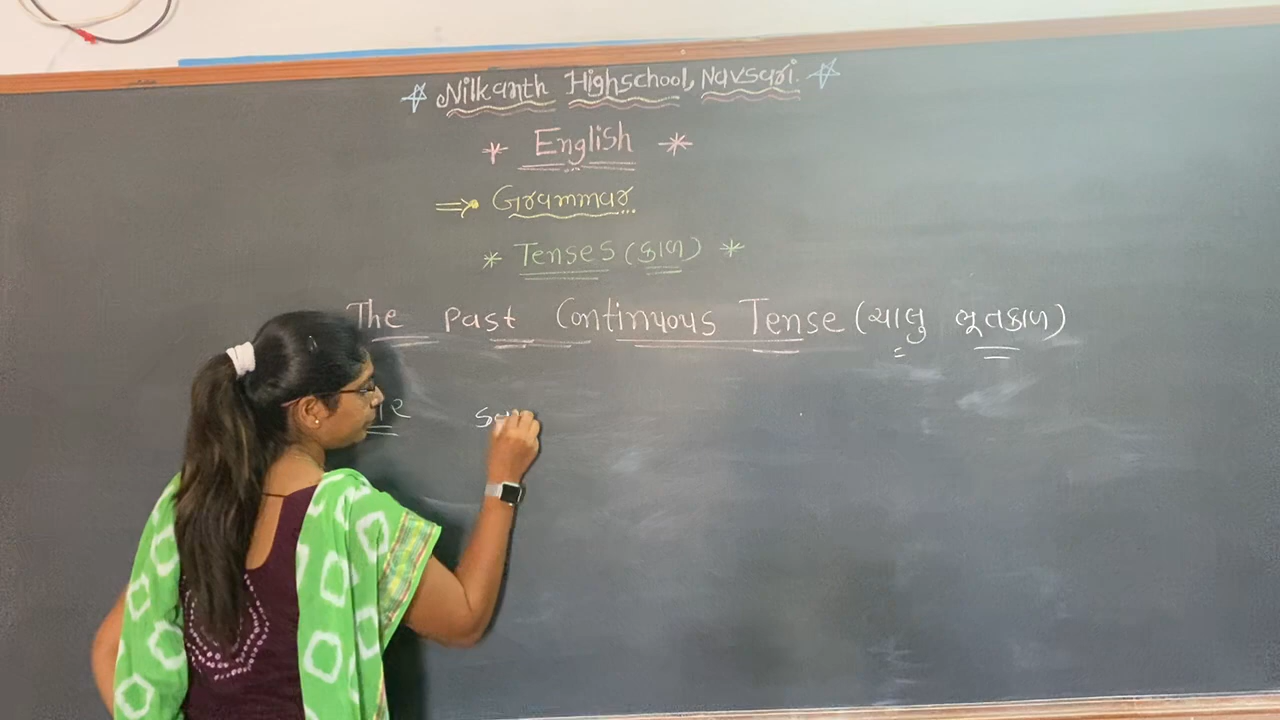 Nilkanth Highschool, Navsari.
* English *
⇒ Grammar
* Tenses (કાળ) *
The Past Continuous Tense (ચાલુ ભૂતકાળ)